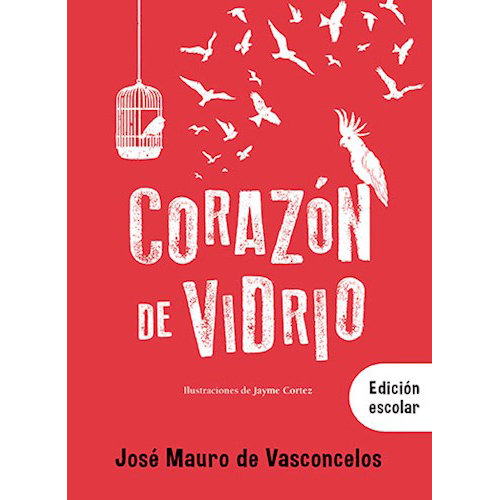 CORAZÓN
DE VIDRIO
Ilustraciones de Jayme Cortez
Edición
escolar
José Mauro de Vasconcelos